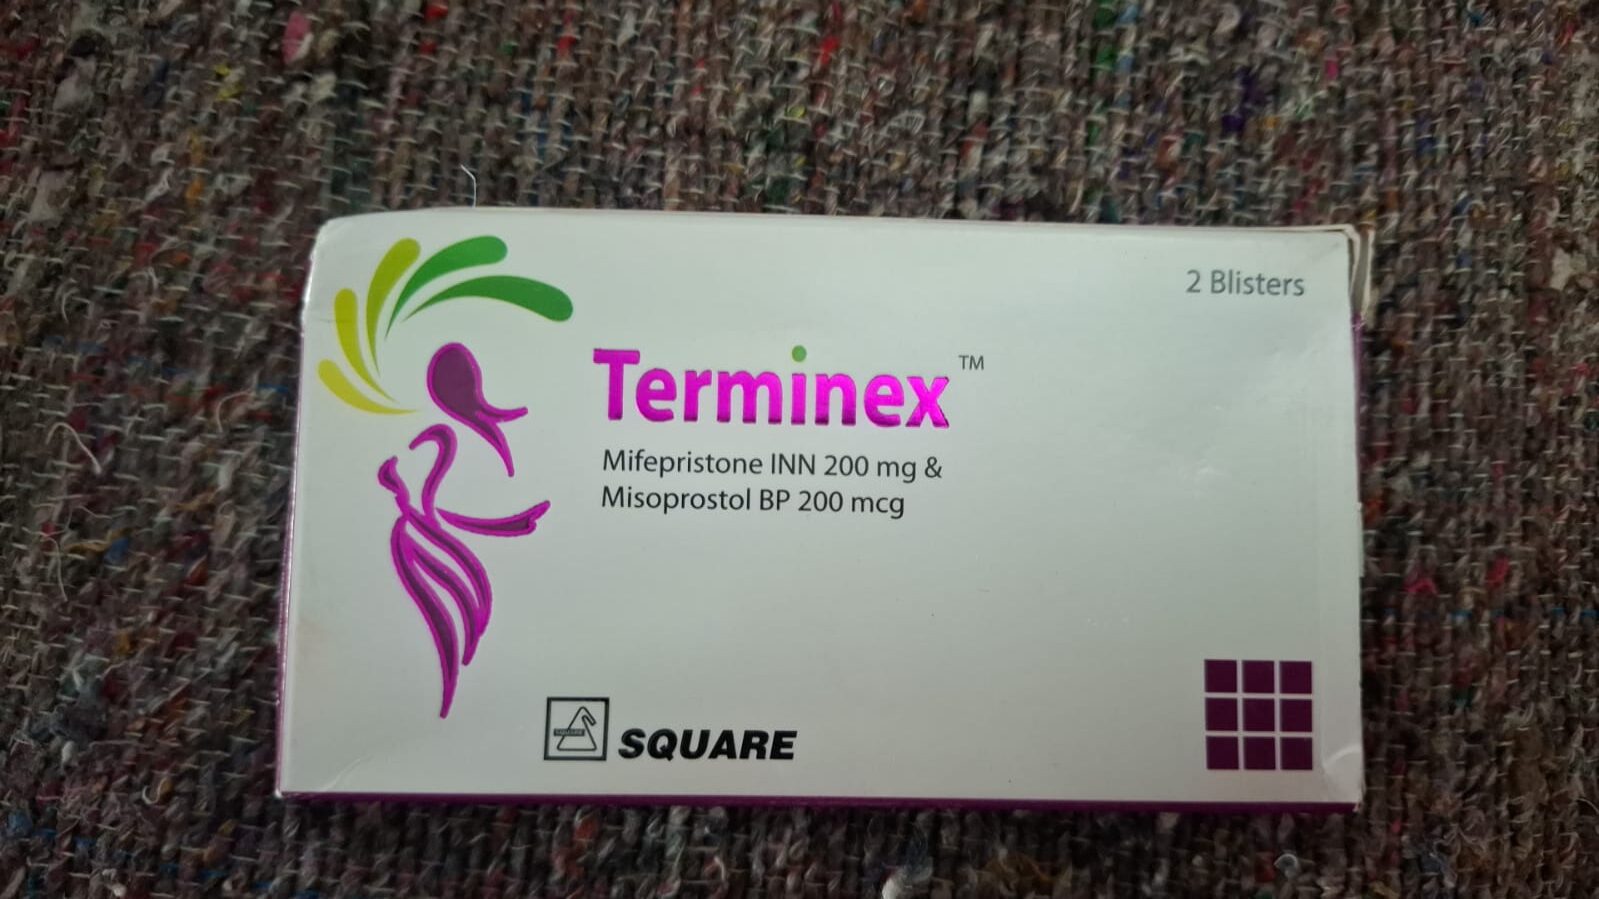 2 Blisters
Terminex™
Mifepristone INN 200 mg &
Misoprostol BP 200 mcg
SQUARE